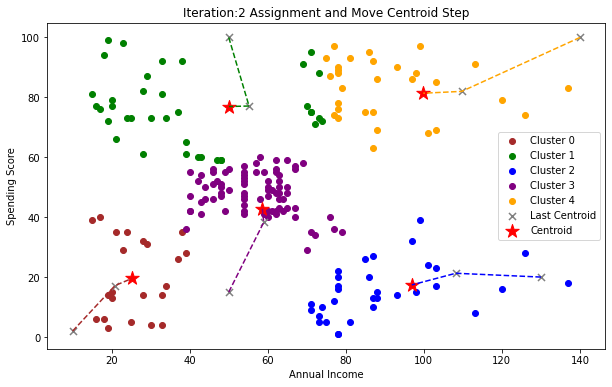 Iteration:2 Assignment and Move Centroid Step
Spending Score
100
80
60
40
20
0
Cluster 0
Cluster 1
Cluster 2
Cluster 3
Cluster 4
Last Centroid
Centroid
20 40 60 80 100 120 140
Annual Income